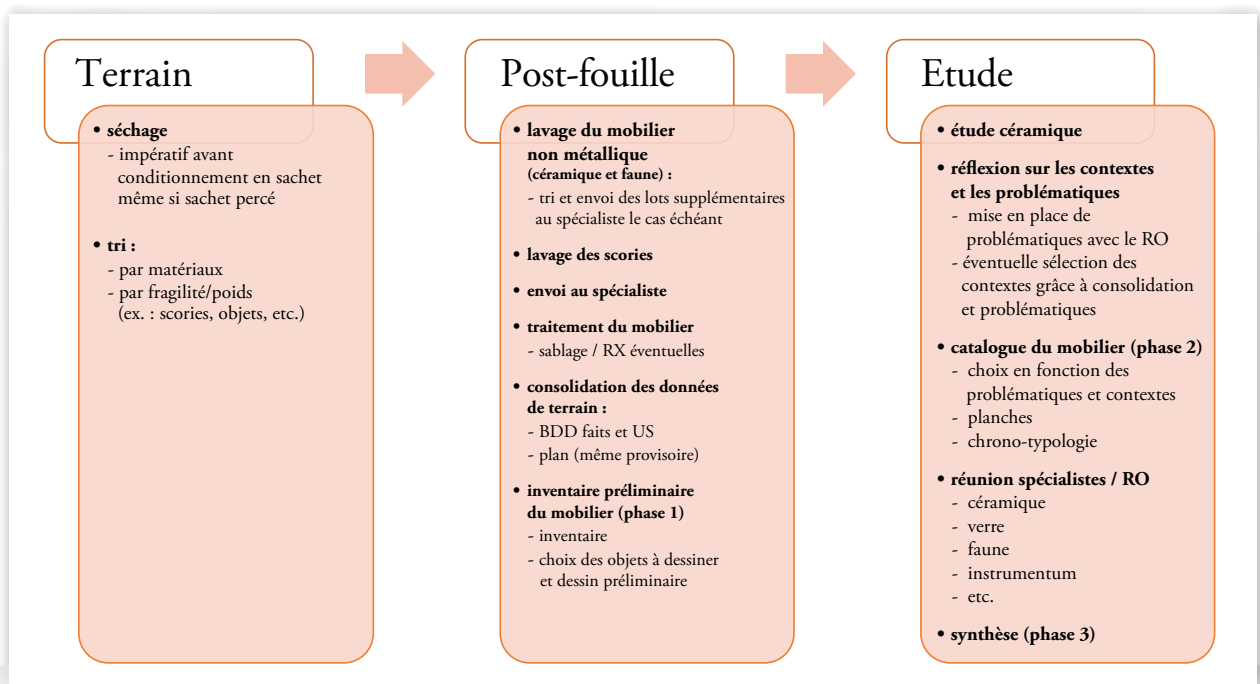 Terrain
• séchage
- impératif avant
conditionnement en sachet
même si sachet percé
• tri :
- par matériaux
- par fragilité/poids
(ex. : scories, objets, etc.)
Post-fouille
• lavage du mobilier
non métallique
(céramique et faune) :
- tri et envoi des lots supplémentaires
au spécialiste le cas échéant
• lavage des scories
• envoi au spécialiste
• traitement du mobilier
- sablage / RX éventuelles
• consolidation des données
de terrain :
- BDD faits et US
- plan (même provisoire)
• inventaire préliminaire
du mobilier (phase 1)
- inventaire
- choix des objets à dessiner
et dessin préliminaire
Etude
• étude céramique
• réflexion sur les contextes
et les problématiques
- mise en place de
problématiques avec le RO
- éventuelle sélection des
contextes grâce à consolidation
et problématiques
• catalogue du mobilier (phase 2)
- choix en fonction des
problématiques et contextes
- planches
- chrono-typologie
• réunion spécialistes / RO
- céramique
- verre
- faune
- instrumentum
- etc.
• synthèse (phase 3)